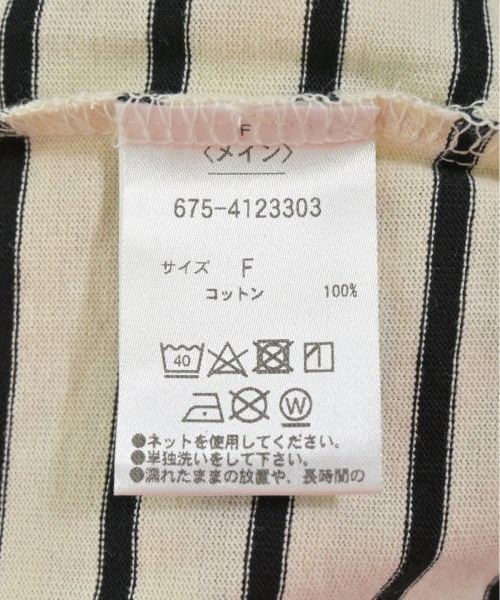 F
〈メイン〉
675-4123303
サイズ F
コットン 100%
40
W
●ネットを使用してください。
●単独洗いをして下さい。
●濡れたままの放置や、長時間の